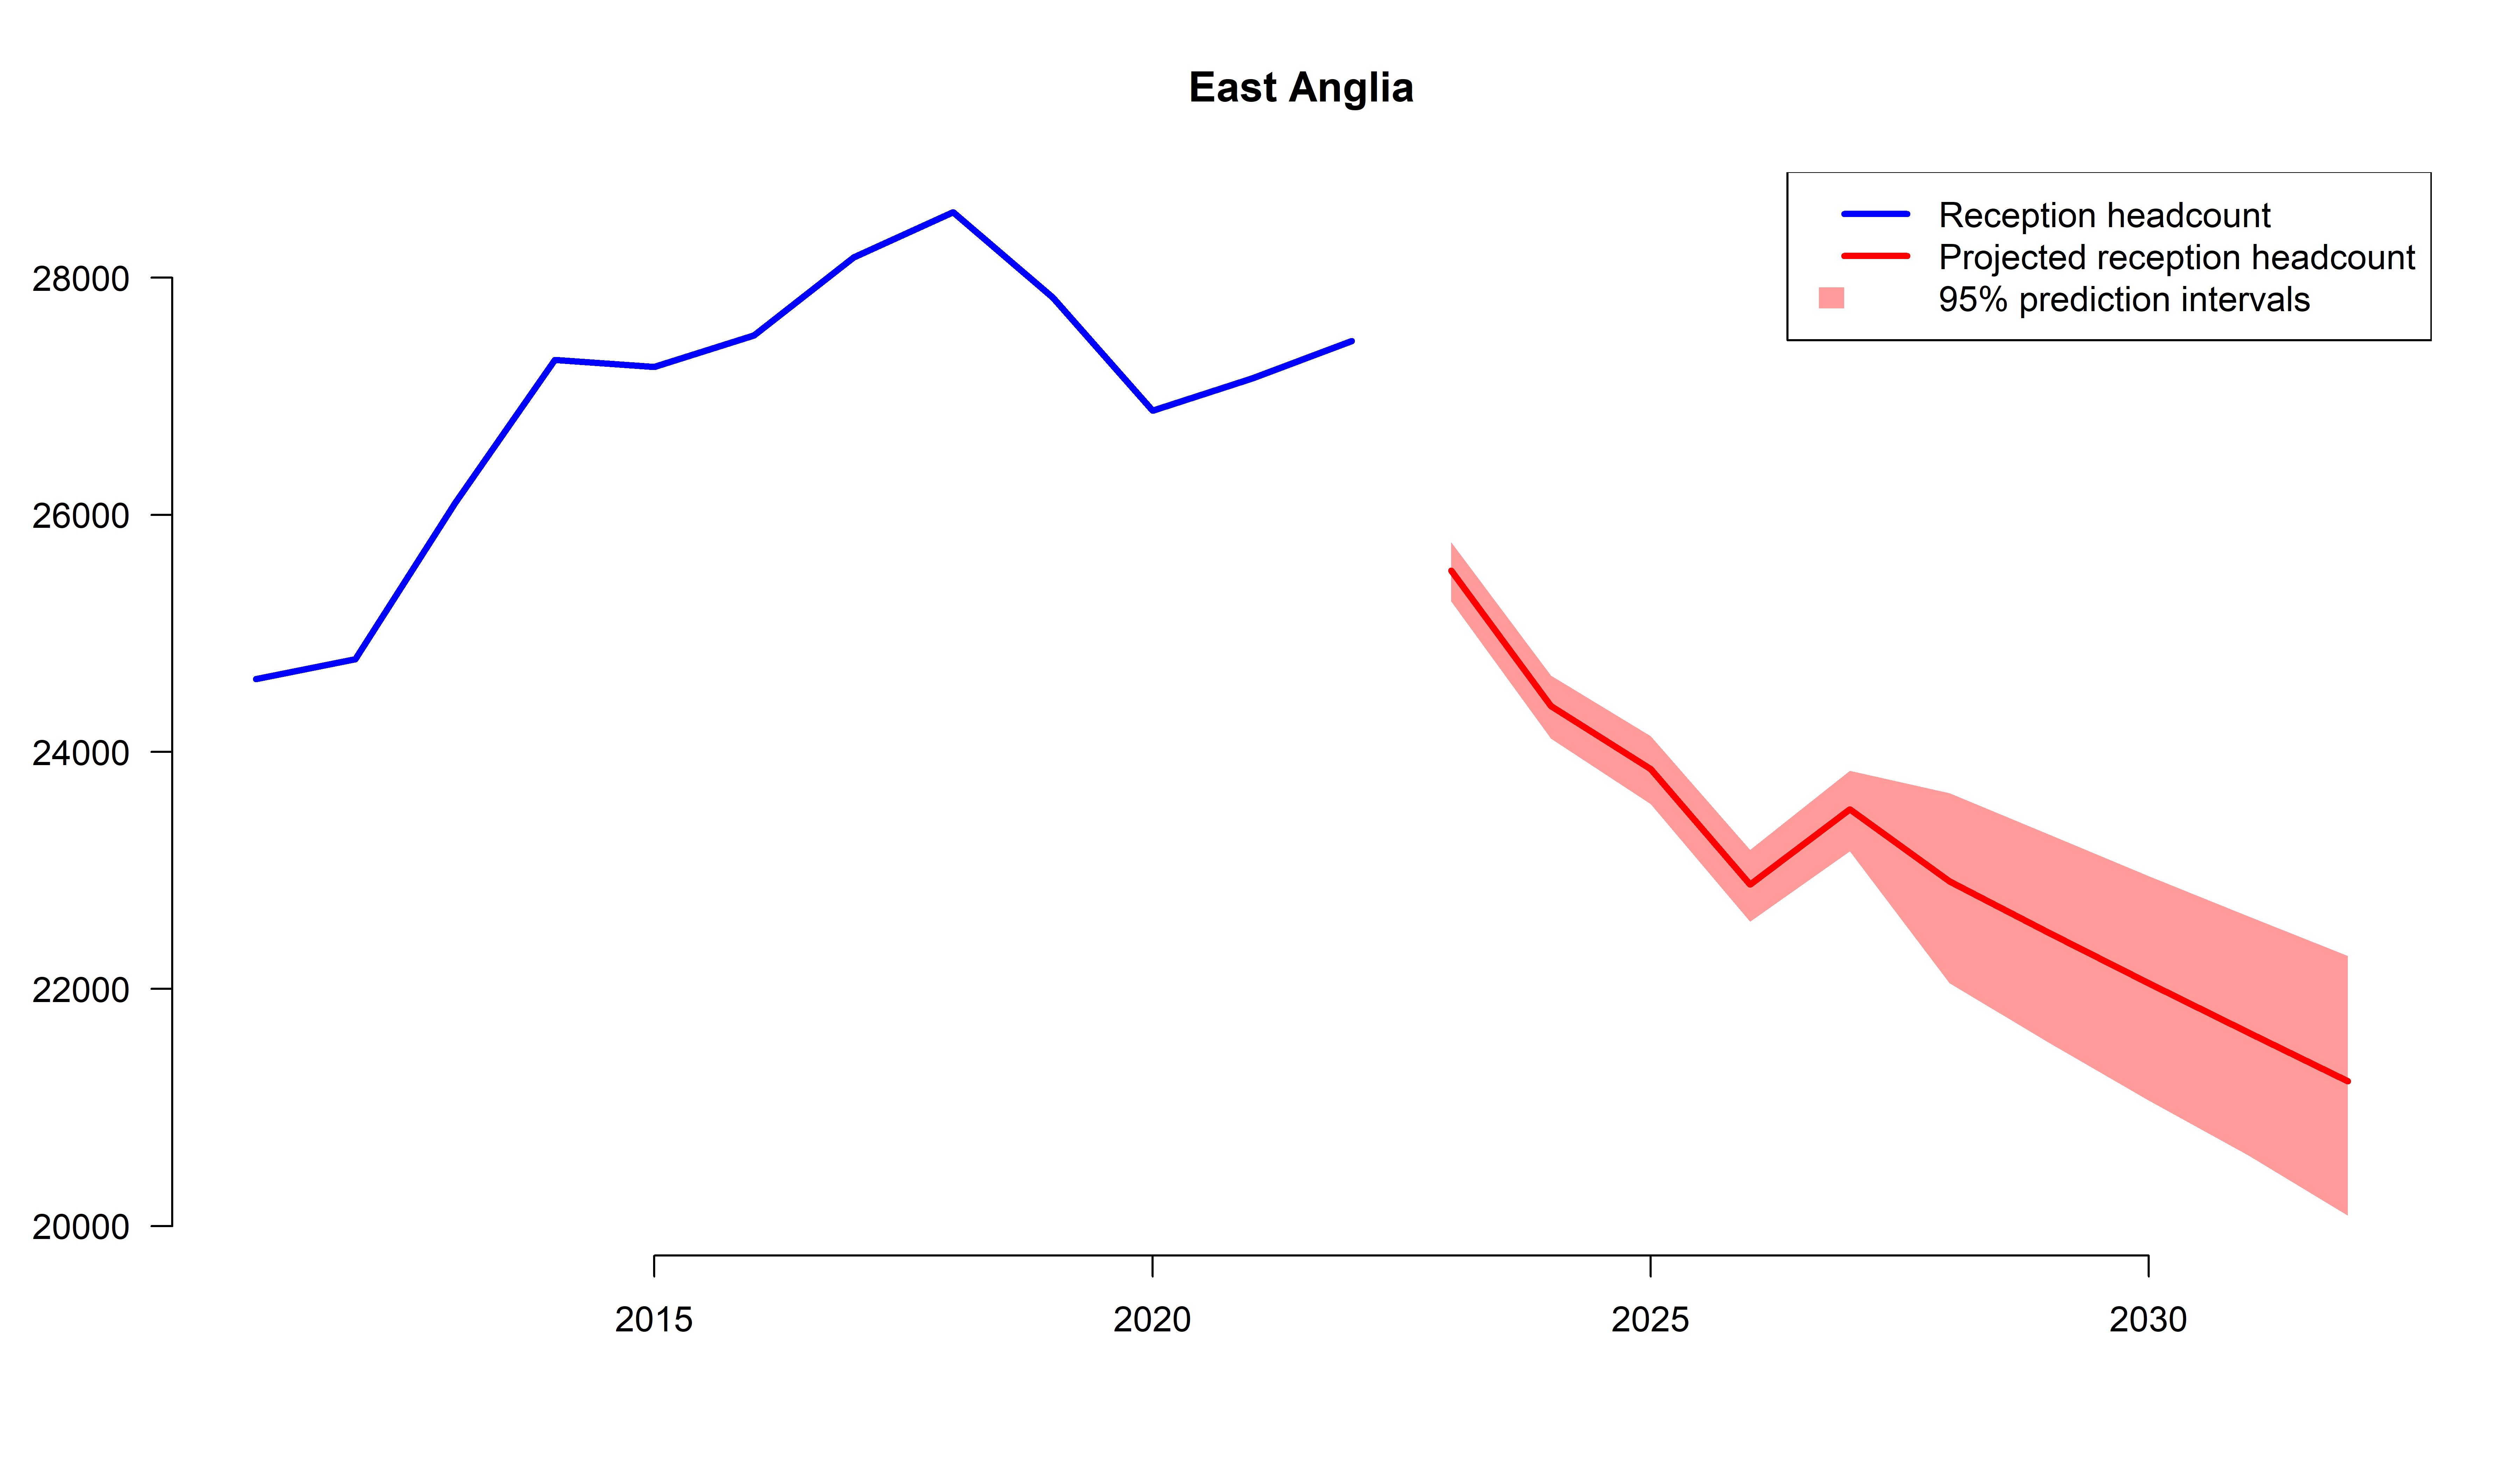 East Anglia
Reception headcount
Projected reception headcount
95% prediction intervals
28000
26000
24000
22000
20000
2015 2020 2025 2030